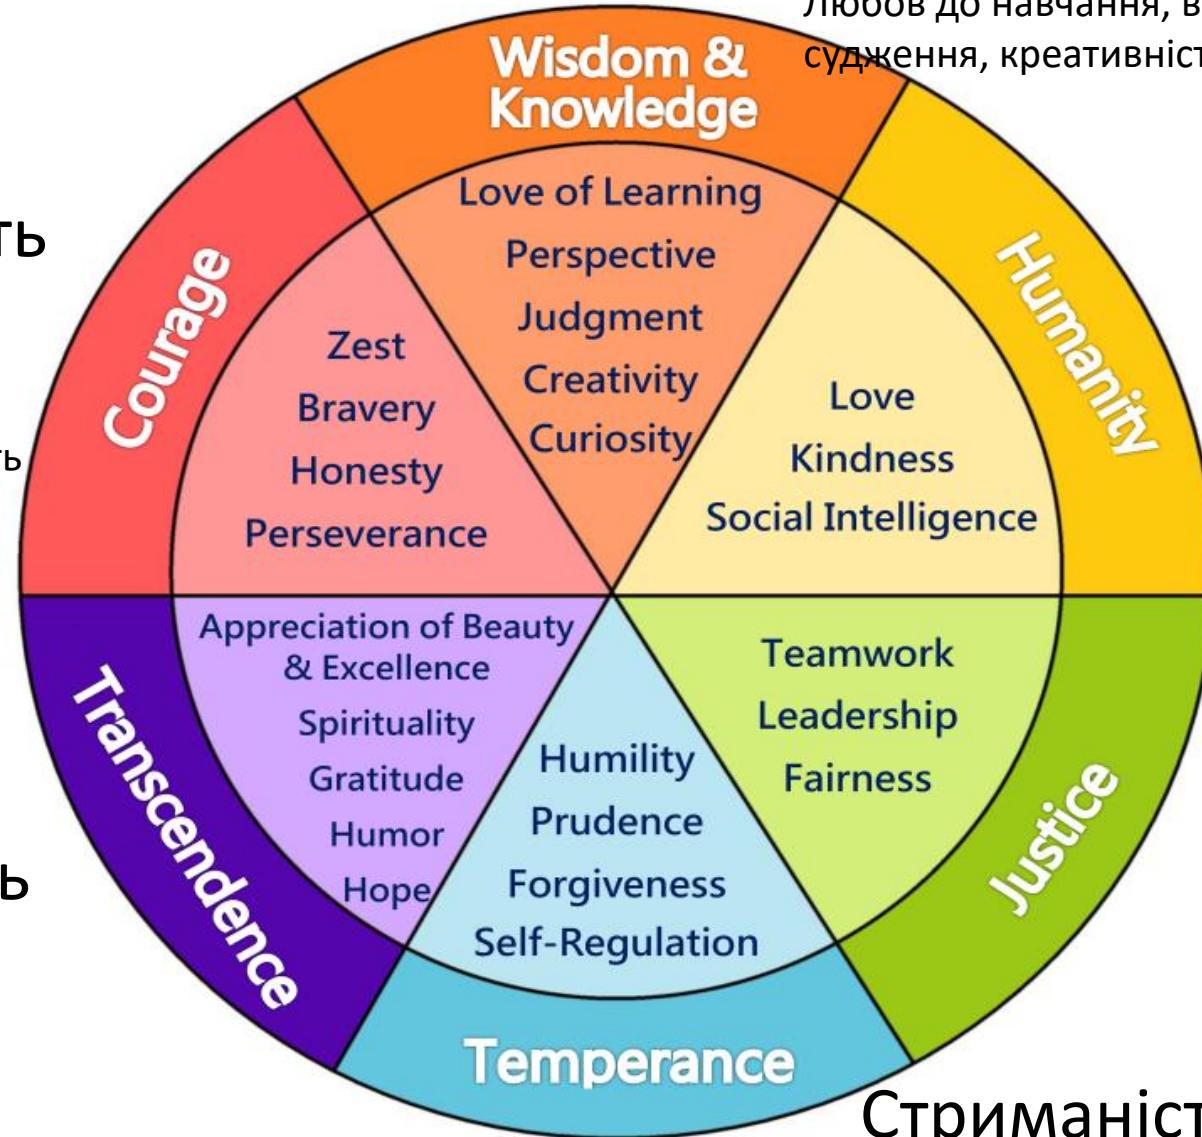 Любов до навчання, в
судження, креативніст
Wisdom &
Knowledge
Love of Learning
Perspective
Judgment
Creativity
Curiosity
Humanity
Love
Kindness
Social Intelligence
Justice
Teamwork
Leadership
Fairness
Temperance
Humility
Prudence
Forgiveness
Self-Regulation
Transcendence
Appreciation of Beauty
& Excellence
Spirituality
Gratitude
Humor
Hope
Courage
Zest
Bravery
Honesty
Perseverance
ть
ть
ь
Стриманіст